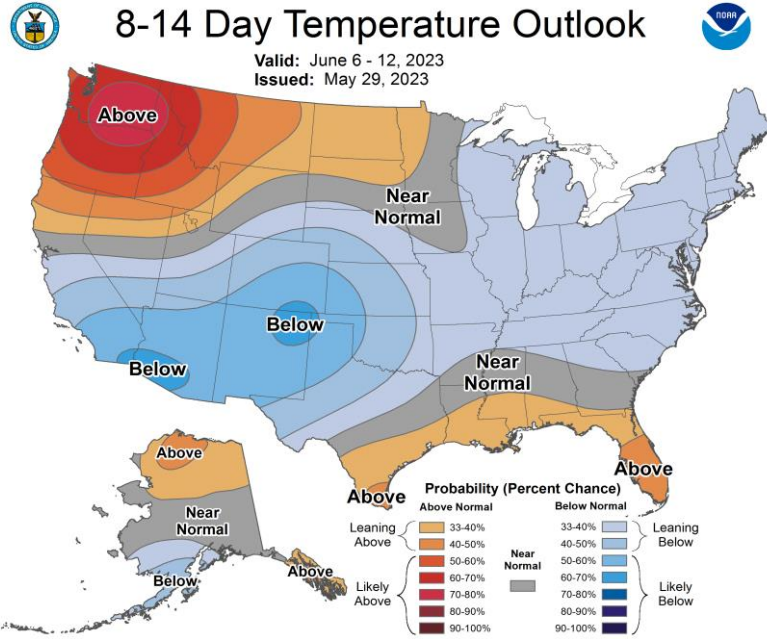 8-14 Day Temperature Outlook
NOAA
Valid: June 6 - 12, 2023
Issued: May 29, 2023
Above
Near
Normal
Below
Below
Near
Normal
Above
Above
Above
Near
Normal
Below
Above
Probability (Percent Chance)
Above Normal
Below Normal
Leaning
Above
33-40%
40-50%
Likely
Above
50-60%
60-70%
70-80%
80-90%
90-100%
Near
Normal
33-40%
40-50%
Leaning
Below
50-60%
60-70%
70-80%
80-90%
90-100%
Likely
Below